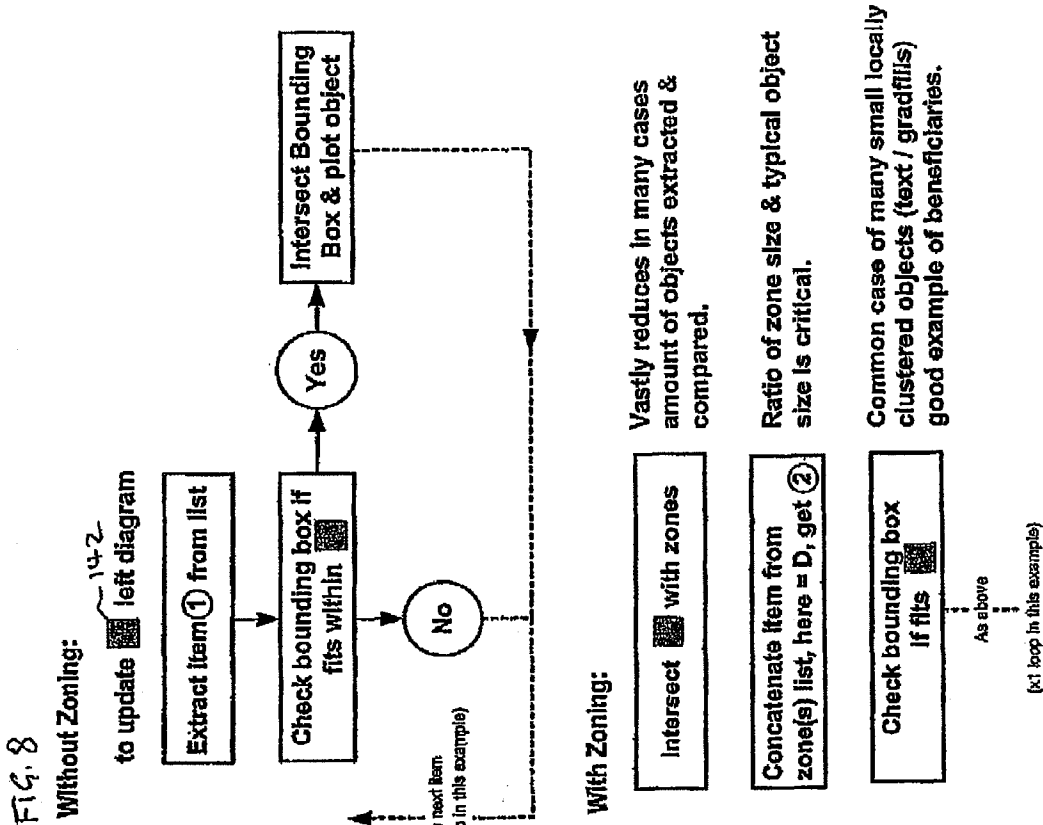 FIG. 8
Without Zoning:
142
to update left diagram
Extract item 1 from list
Check bounding box if
fits within
Yes
Intersect Bounding
Box & plot object
No
next item
in this example)
With Zoning:
Intersect with zones
Vastly reduces in many cases
amount of objects extracted &
compared.
Concatenate item from
zone(s) list, here = D, get 2
Ratio of zone size & typical object
size is critical.
Check bounding box
if fits
Common case of many small locally
clustered objects (text / gradfills)
good example of beneficiaries.
As above
(x1 loop in this example)